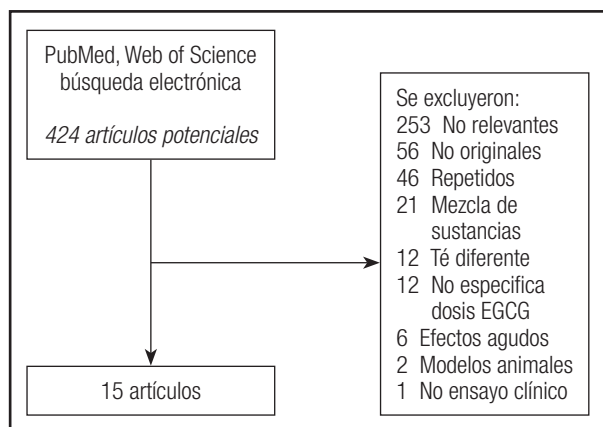 PubMed, Web of Science
búsqueda electrónica
424 artículos potenciales
Se excluyeron:
253 No relevantes
56 No originales
46 Repetidos
21 Mezcla de
sustancias
12 Té diferente
12 No especifica
dosis EGCG
6 Efectos agudos
2 Modelos animales
1 No ensayo clínico
15 artículos